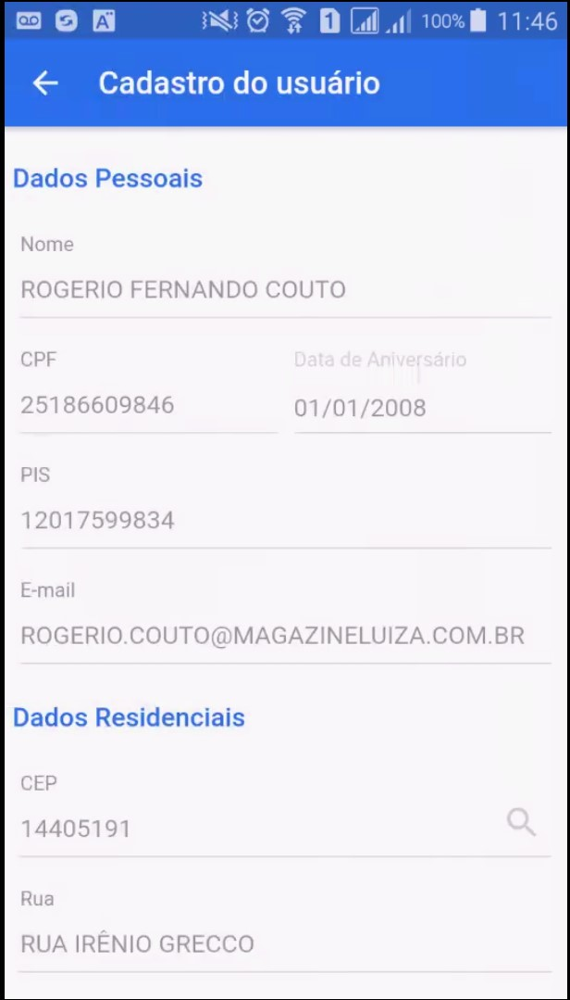 1 100% 11:46
Cadastro do usuário
Dados Pessoais
Nome
ROGERIO FERNANDO COUTO
CPF
25186609846
Data de Aniversário
01/01/2008
PIS
12017599834
E-mail
ROGERIO.COUTO@MAGAZINELUIZA.COM.BR
Dados Residenciais
CEP
14405191
Rua
RUA IRÊNIO GRECCO